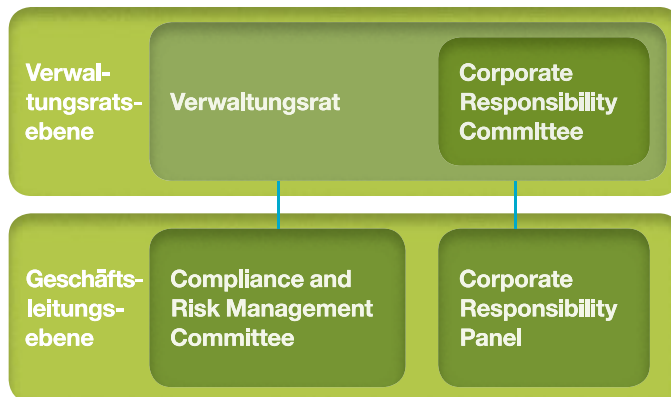 Verwal-
tungsrats-
ebene
Verwaltungsrat
Corporate
Responsibility
Committee
Geschäfts-
leitungs-
ebene
Compliance and
Risk Management
Committee
Corporate
Responsibility
Panel